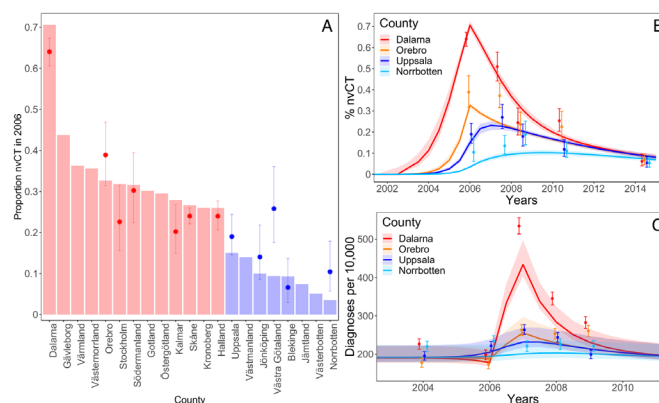 A
Proportion nvCT in 2006
0.7
0.6
0.5
0.4
0.3
0.2
0.1
0
Dalarna
Gävleborg
Värmland
Västernorrland
Orebro
Stockholm
Södermanland
Gotland
Östergötland
Kalmar
Skåne
Kronoberg
Halland
Uppsala
Västmanland
Jönköping
Västra Götaland
Blekinge
Jämtland
Västerbotten
Norrbotten
County
B
% nvCT
0.7
0.6
0.5
0.4
0.3
0.2
0.1
0.0
County
Dalarna
Orebro
Uppsala
Norrbotten
2002 2004 2006 2008 2010 2012 2014
Years
C
Diagnoses per 10,000
500
400
300
200
County
Dalarna
Orebro
Uppsala
Norrbotten
2004 2006 2008 2010
Years